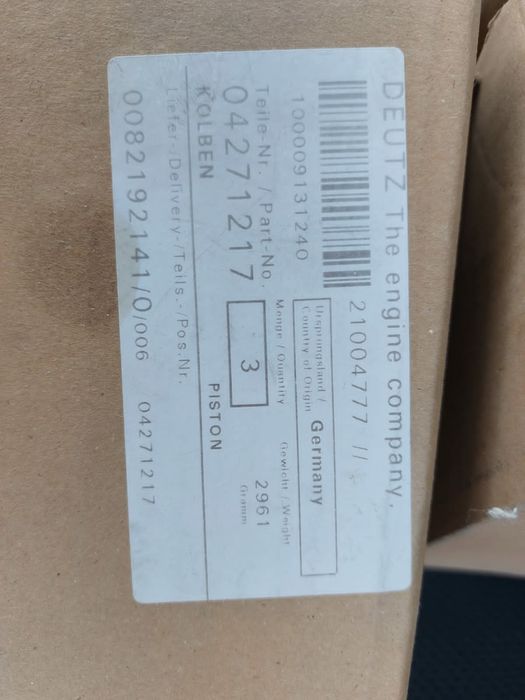 DEUTZ The engine company.
21004777 //
100009131240
Ursprungsland /
Country of Origin Germany
Teile-Nr. / Part-No.
Menge / Quantity
Gewicht / Weight
04271217
3
2961
Gramm
KOLBEN
PISTON
Liefer-/Delivery-/Teils.-/Pos.Nr.
0082192141/0/006
04271217